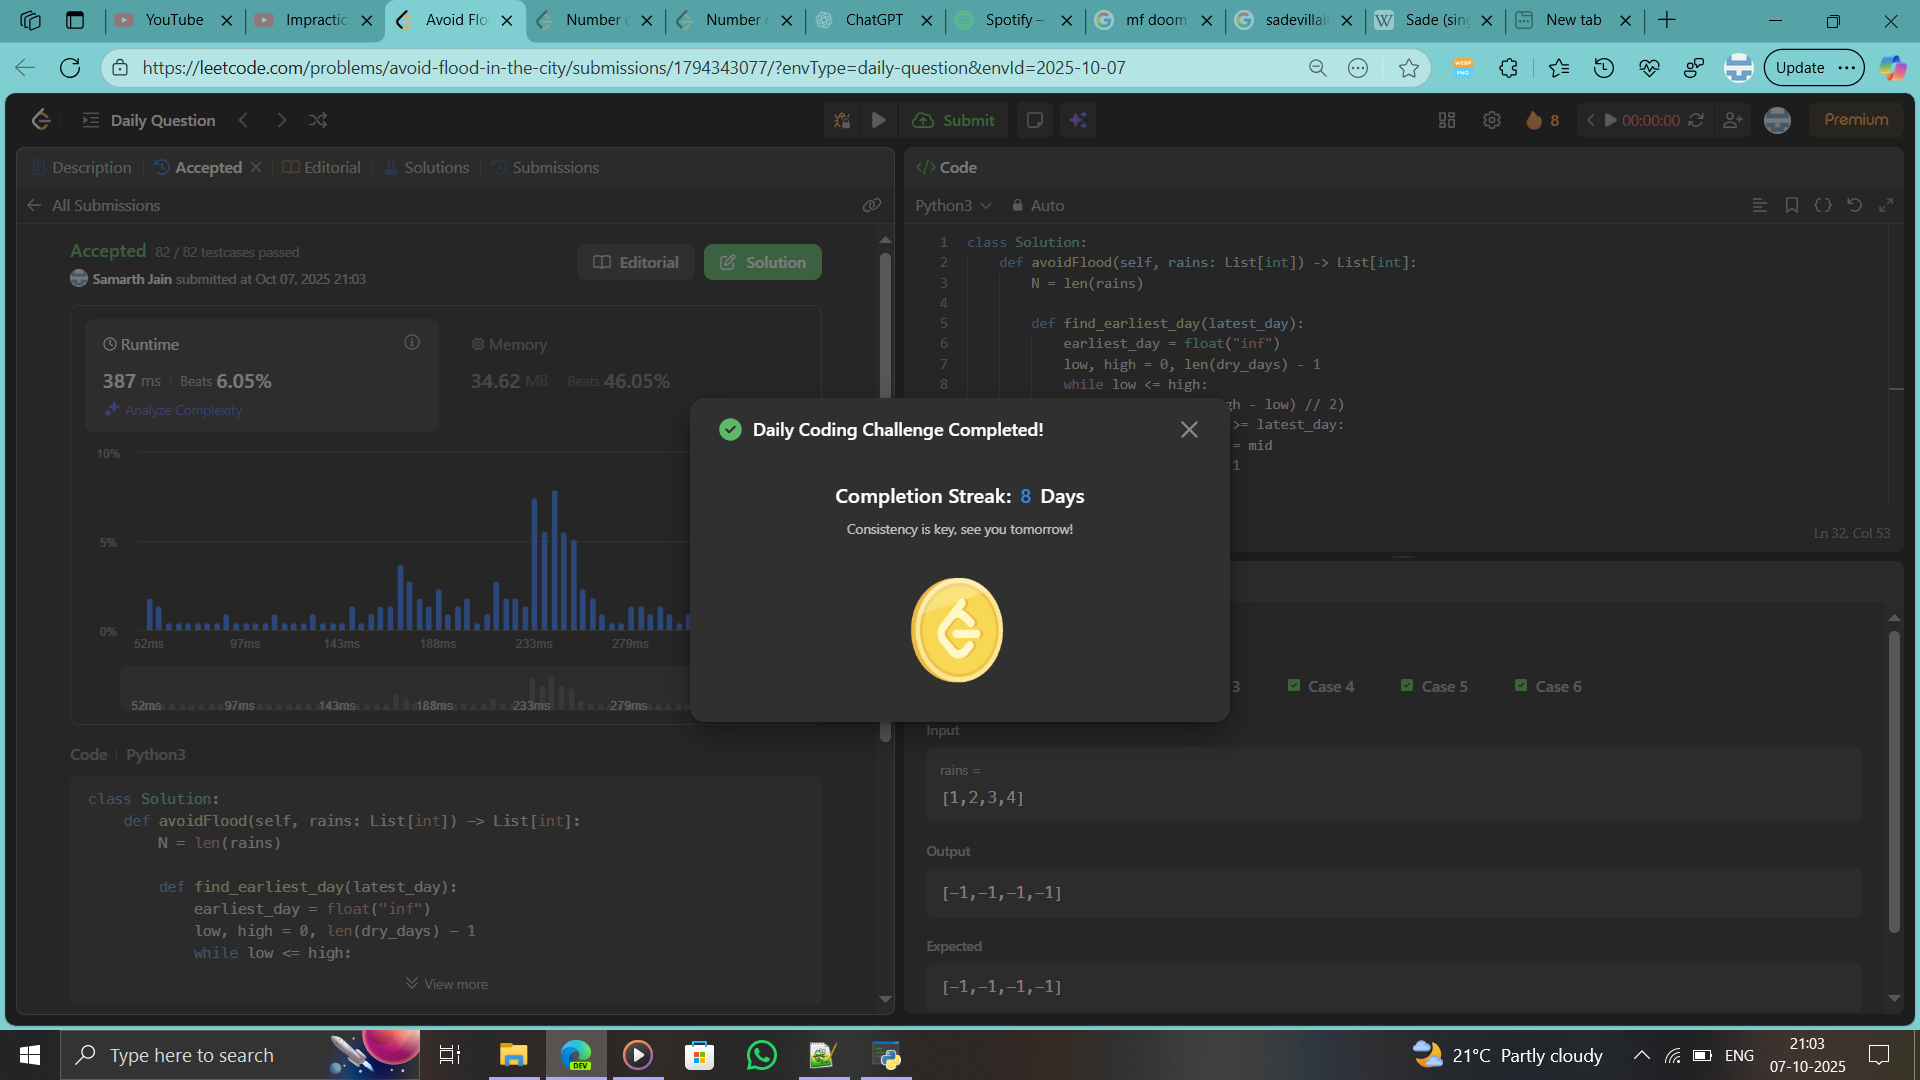 YouTube
Impractic
Avoid Flo
Number
Number
ChatGPT
Spotify –
mf doom
sadevillai
Sade (sing
New tab
https://leetcode.com/problems/avoid-flood-in-the-city/submissions/1794343077/?envType=daily-question&envId=2025-10-07
WEBP
PNG
Update
Daily Question
Submit
8
00:00:00
Premium
Description
Accepted
Editorial
Solutions
Submissions
</> Code
All Submissions
Python3
Auto
Accepted 82 / 82 testcases passed
Samarth Jain submitted at Oct 07, 2025 21:03
Editorial
Solution
Runtime
387 ms Beats 6.05%
Analyze Complexity
Memory
34.62 MB Beats 46.05%
10%
5%
0%
52ms 97ms 143ms 188ms 233ms 279ms
52ms 97ms 143ms 188ms 233ms 279ms
Code Python3
class Solution:
def avoidFlood(self, rains: List[int]) -> List[int]:
N = len(rains)
def find_earliest_day(latest_day):
earliest_day = float("inf")
low, high = 0, len(dry_days) - 1
while low <= high:
View more
1 class Solution:
2 def avoidFlood(self, rains: List[int]) -> List[int]:
3 N = len(rains)
4
5 def find_earliest_day(latest_day):
6 earliest_day = float("inf")
7 low, high = 0, len(dry_days) - 1
8 while low <= high:
gh - low) // 2)
>= latest_day:
= mid
1
Ln 32, Col 53
Daily Coding Challenge Completed!
Completion Streak: 8 Days
Consistency is key, see you tomorrow!
3
Case 4
Case 5
Case 6
Input
rains =
[1,2,3,4]
Output
[-1,-1,-1,-1]
Expected
[-1,-1,-1,-1]
Type here to search
DEV
21°C Partly cloudy
ENG
21:03
07-10-2025